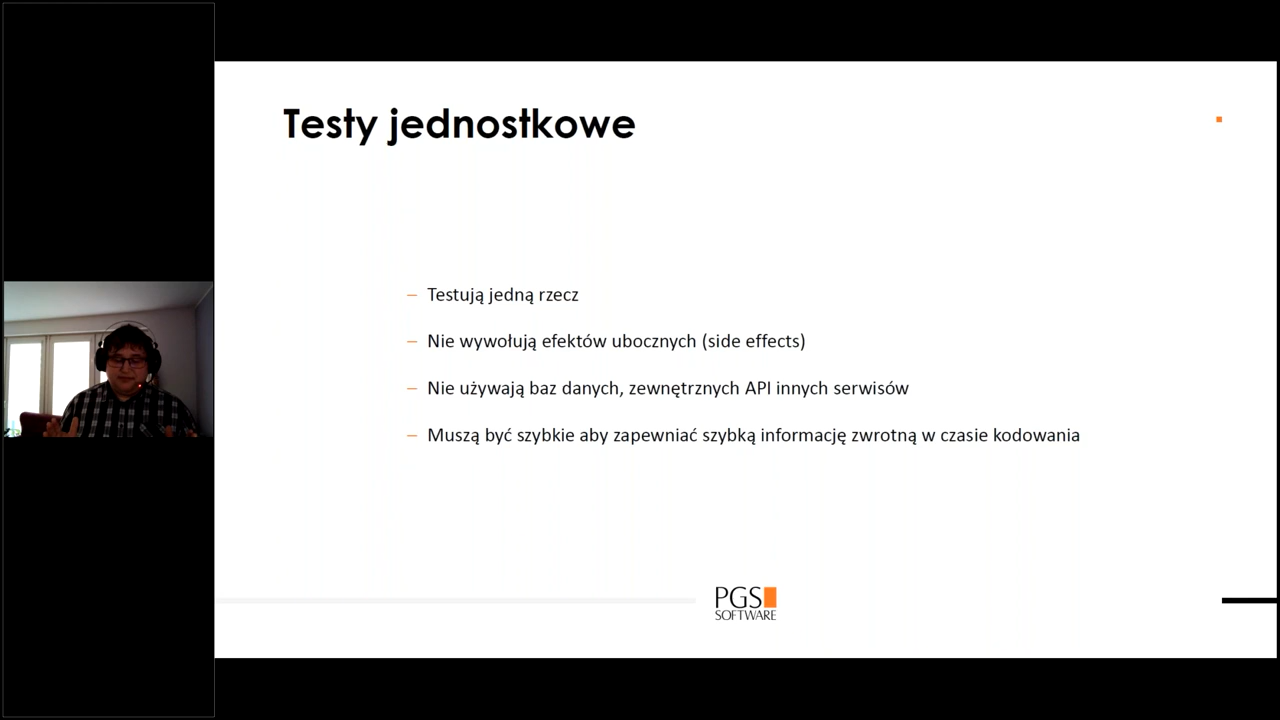 Testy jednostkowe
– Testują jedną rzecz
– Nie wywołują efektów ubocznych (side effects)
– Nie używają baz danych, zewnętrznych API innych serwisów
– Muszą być szybkie aby zapewniać szybką informację zwrotną w czasie kodowania
PGS
SOFTWARE